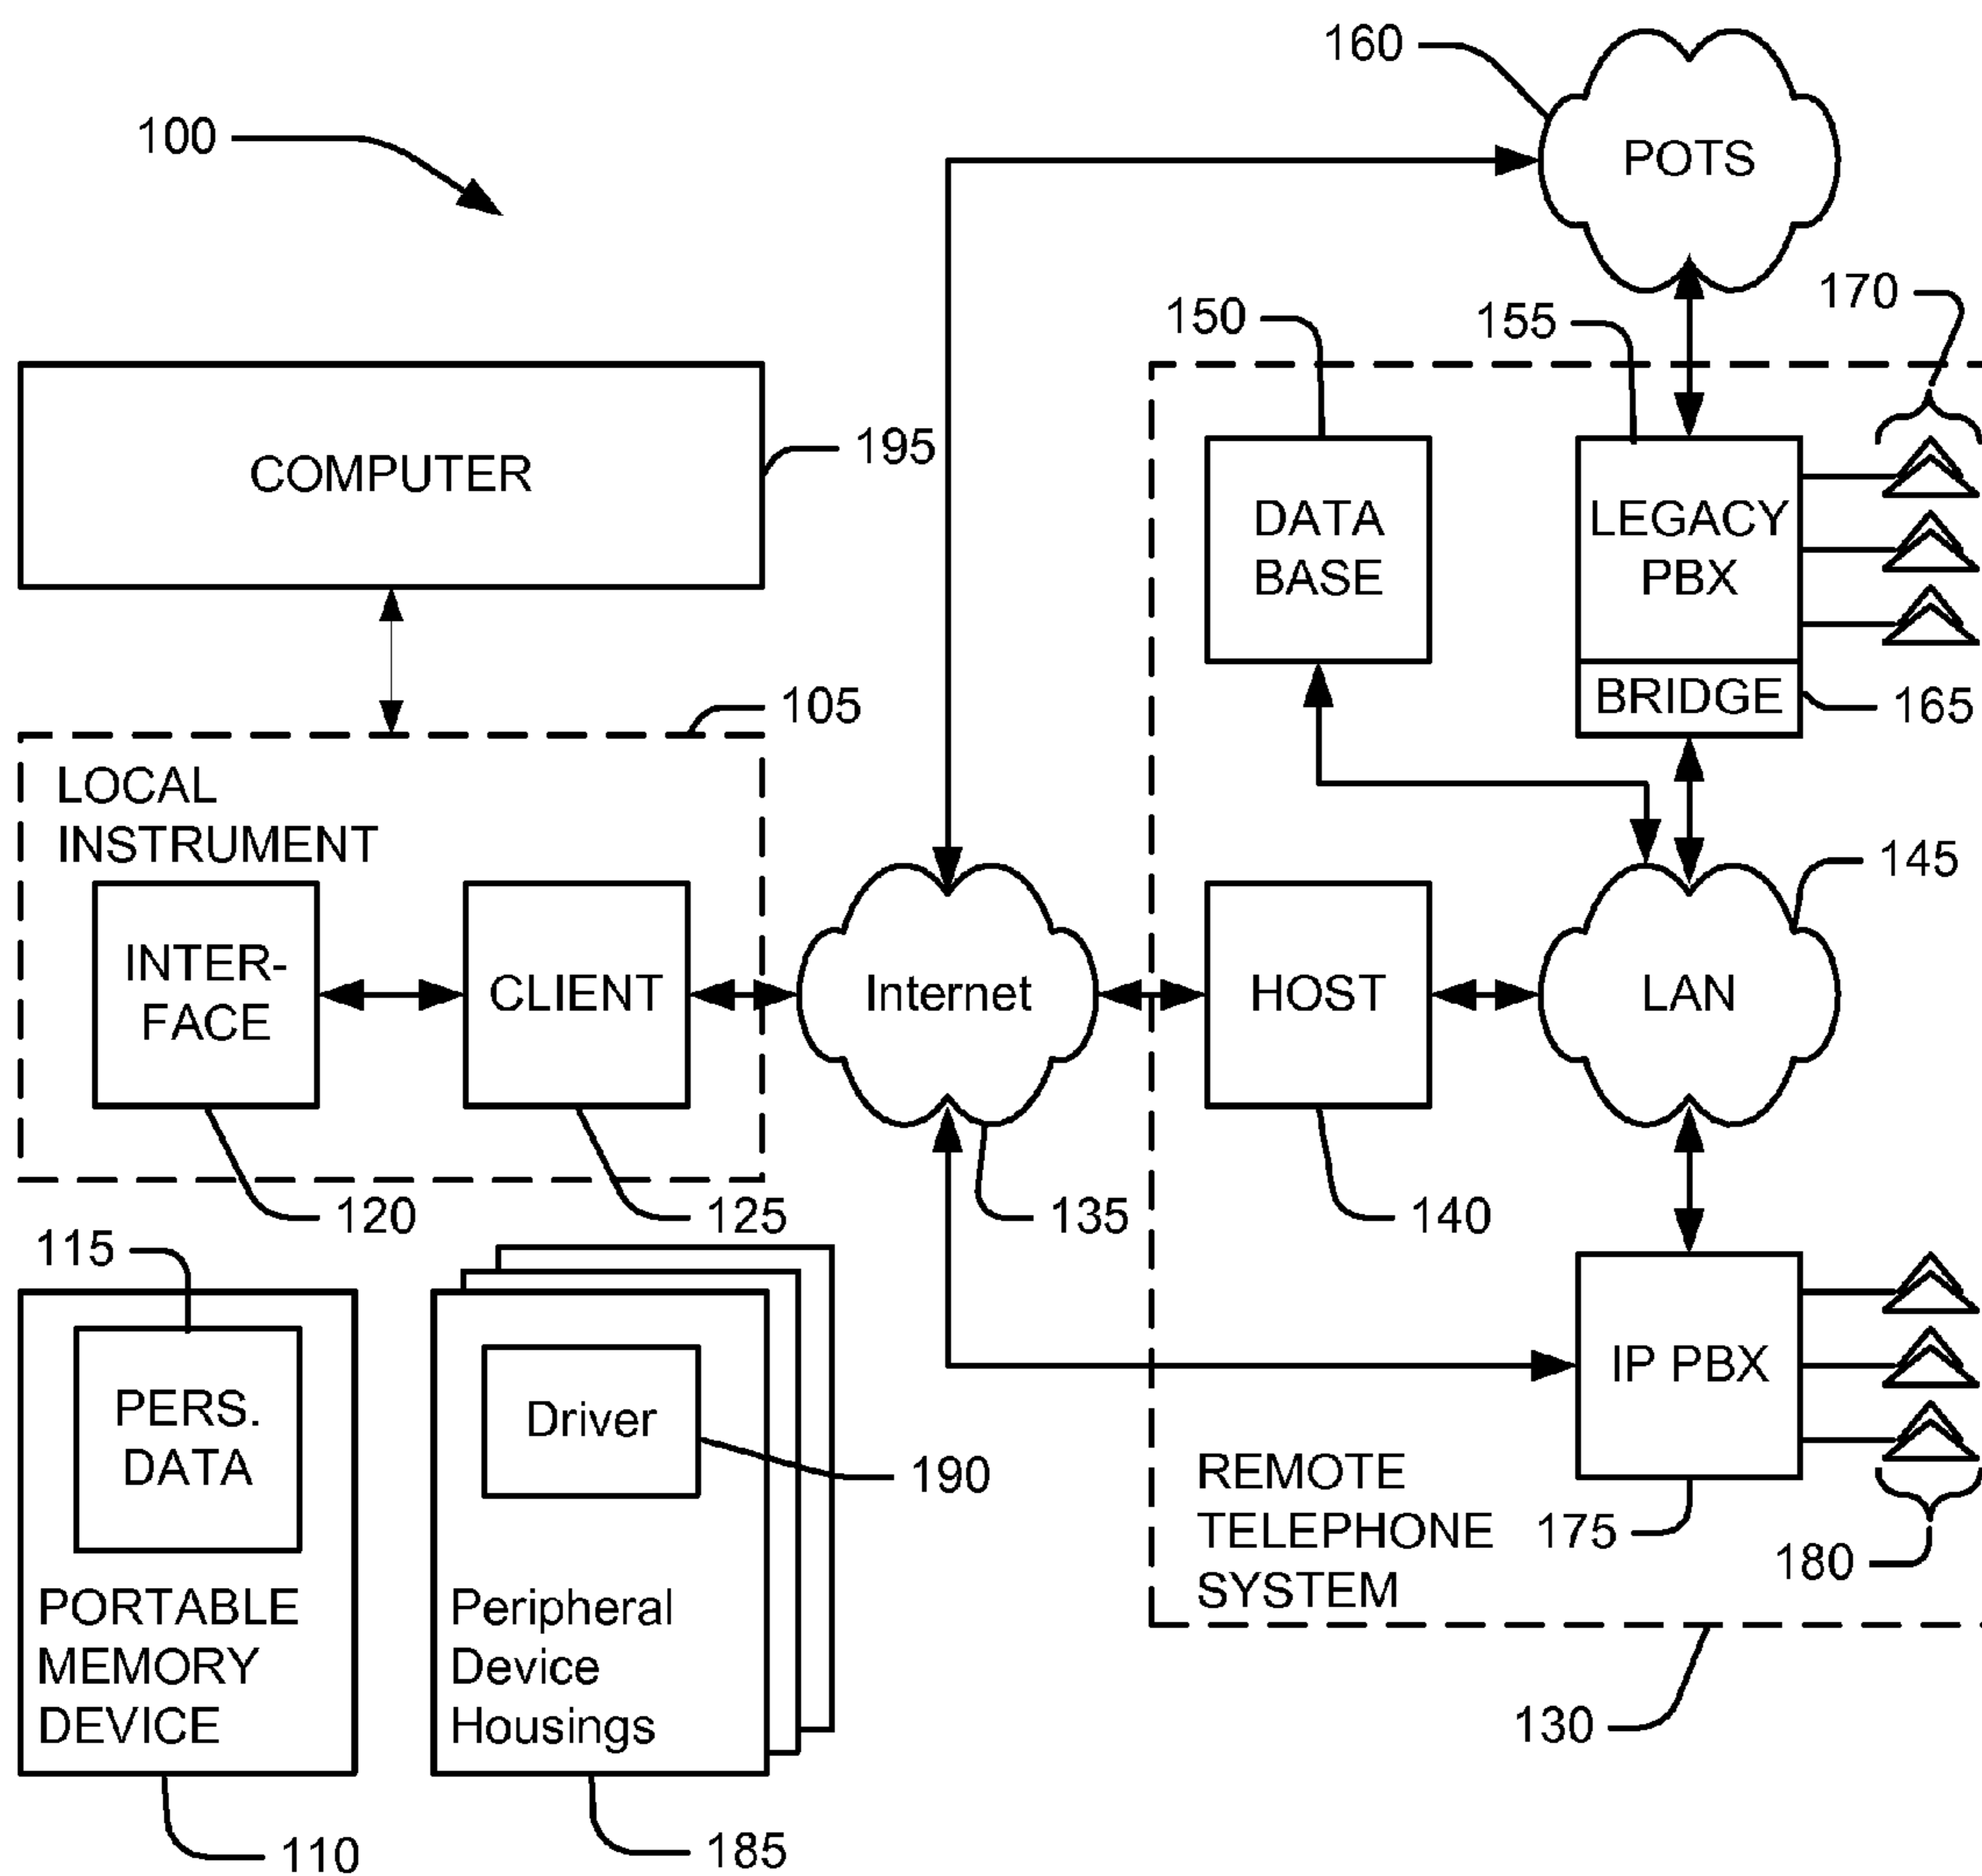 160
POTS
100
170
150
155
COMPUTER
195
DATA
BASE
LEGACY
PBX
BRIDGE
165
105
LOCAL
INSTRUMENT
145
INTER-
FACE
CLIENT
Internet
HOST
LAN
120
125
135
140
115
PERS.
DATA
Driver
190
IP PBX
REMOTE
TELEPHONE
SYSTEM
175
180
PORTABLE
MEMORY
DEVICE
Peripheral
Device
Housings
130
110
185